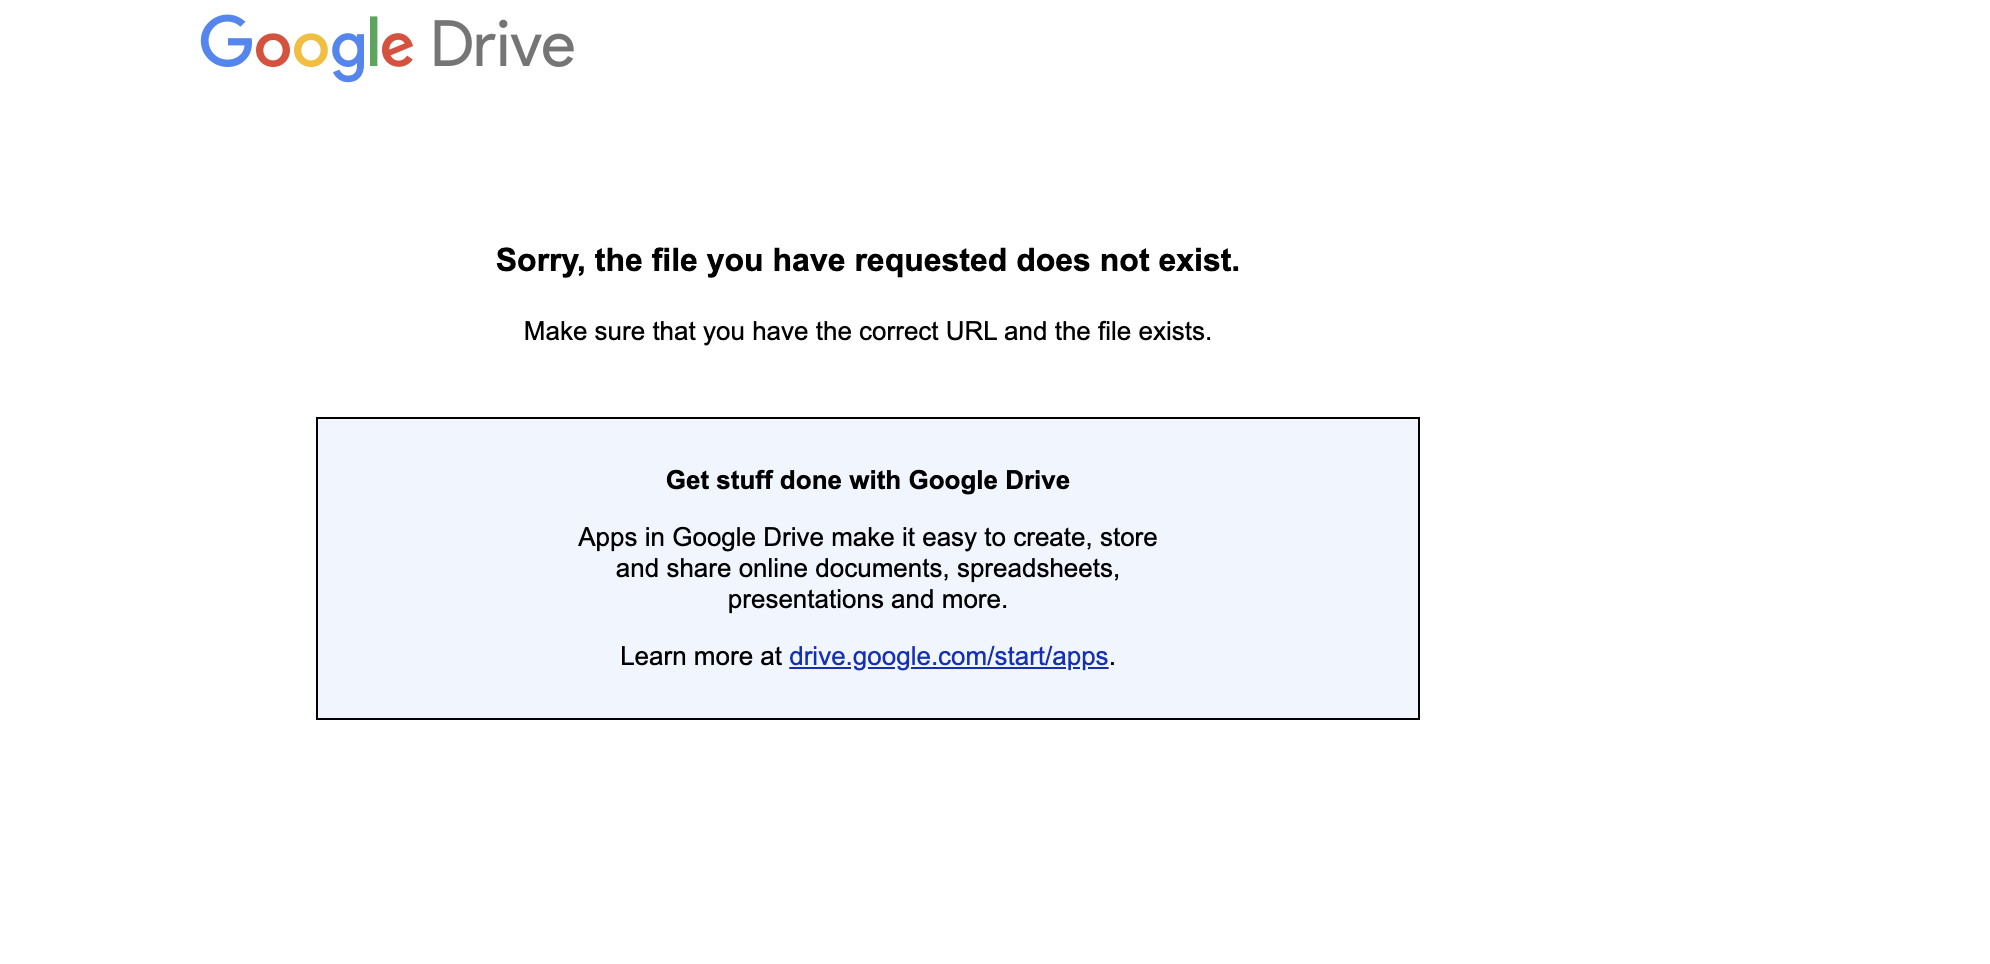 Google Drive
Sorry, the file you have requested does not exist.
Make sure that you have the correct URL and the file exists.
Get stuff done with Google Drive
Apps in Google Drive make it easy to create, store
and share online documents, spreadsheets,
presentations and more.
Learn more at drive.google.com/start/apps.